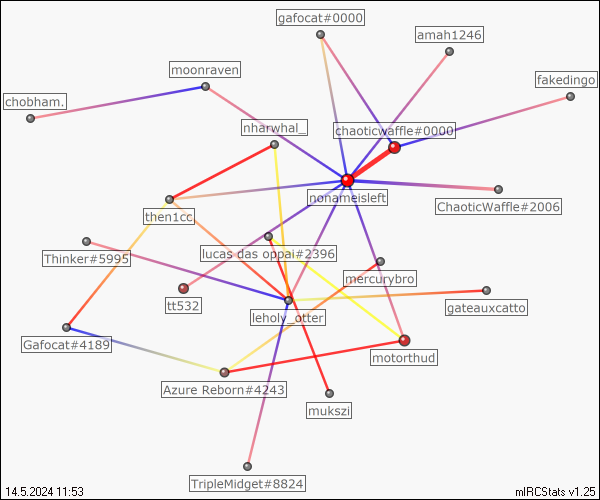 gafocat#0000
amah1246
moonraven
fakedingo
chobham.
nharwhal_
chaoticwaffle#0000
nonameisleft
ChaoticWaffle#2006
then1cc
Thinker#5995
lucas das oppai#2396
mercurybro
tt532
leholy_otter
gateauxcatto
Gafocat#4189
motorthud
Azure Reborn#4243
mukszi
TripleMidget#8824
14.5.2024 11:53
mIRCStats v1.25